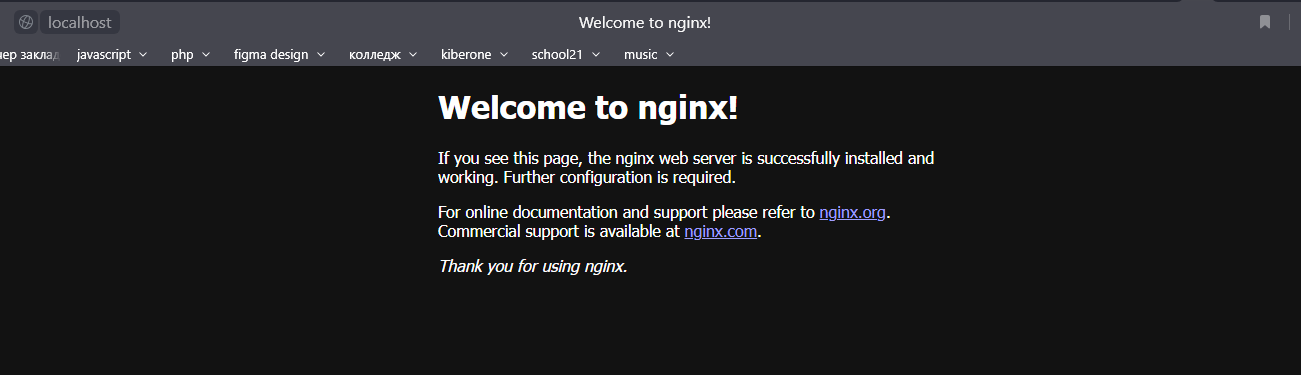 localhost
Welcome to nginx!
javascript php figma design колледж kiberone school21 music
Welcome to nginx!
If you see this page, the nginx web server is successfully installed and
working. Further configuration is required.
For online documentation and support please refer to nginx.org.
Commercial support is available at nginx.com.
Thank you for using nginx.